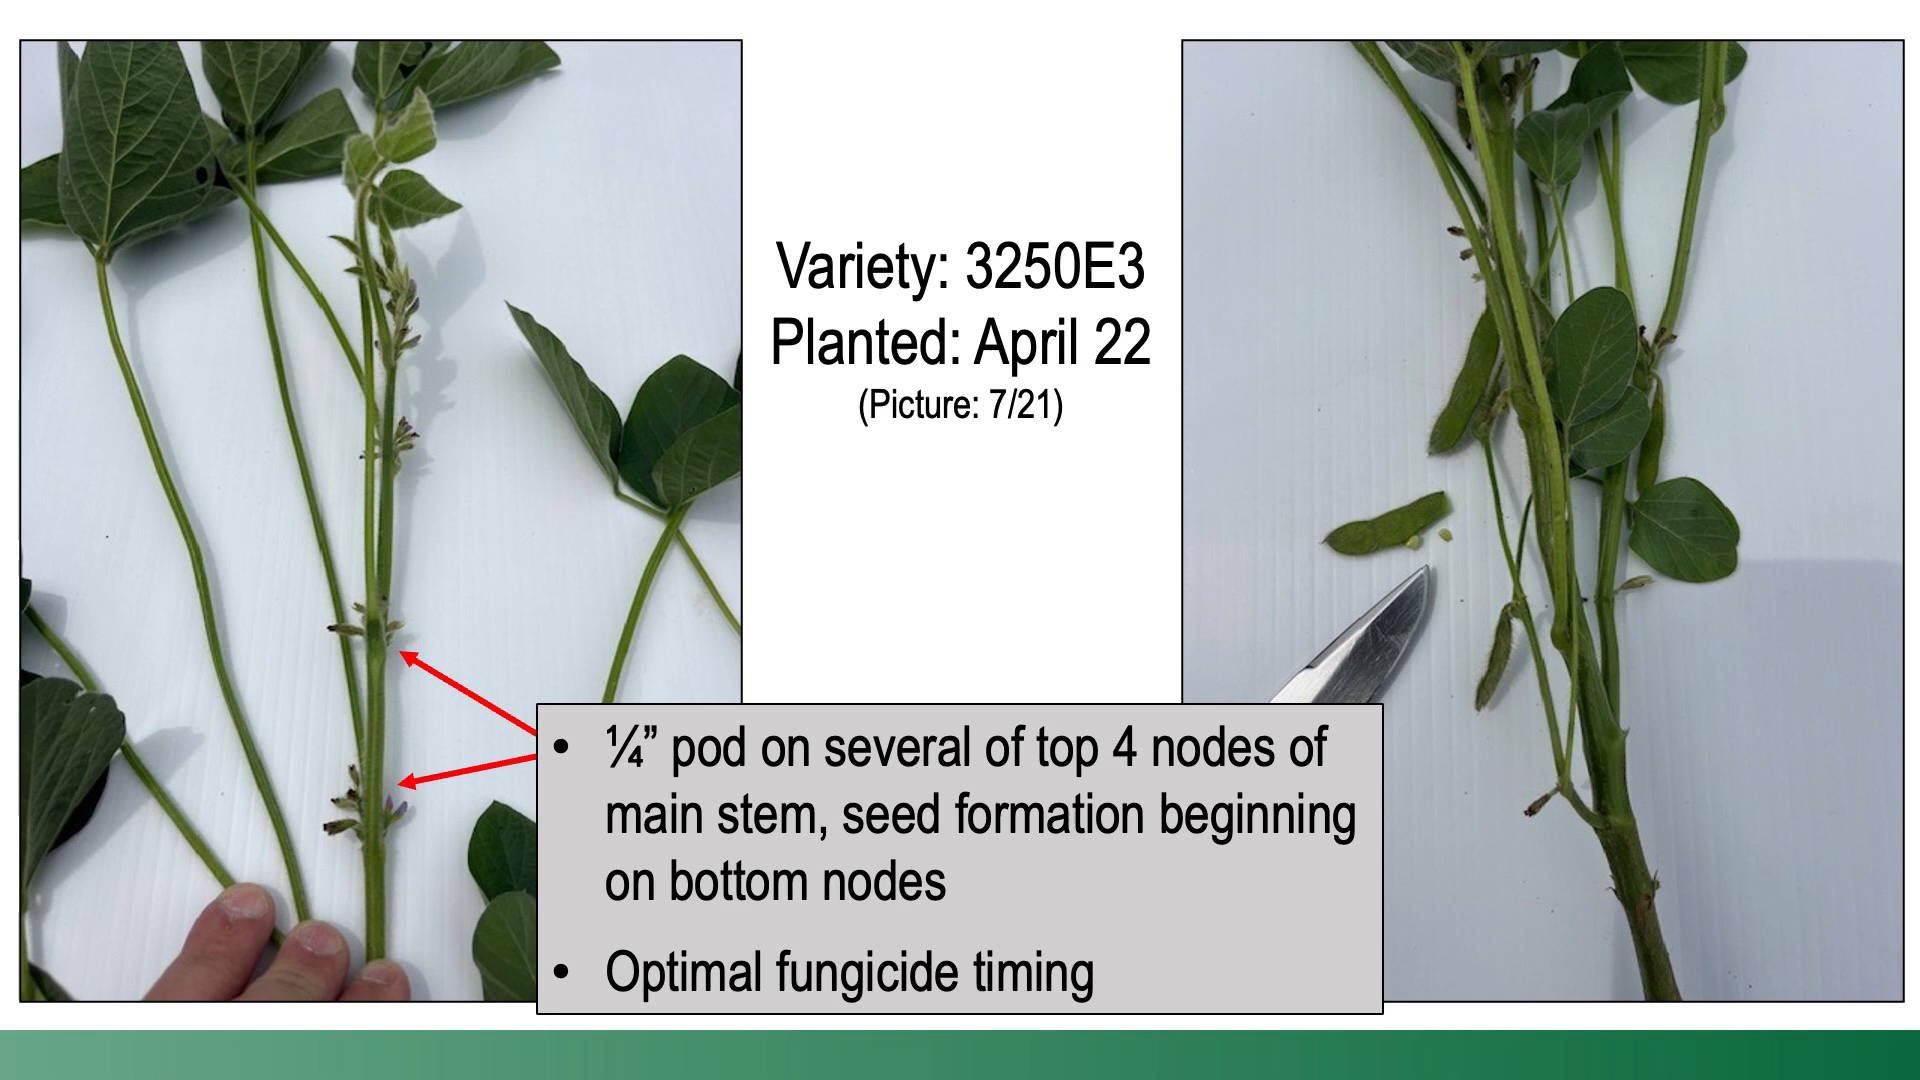 Variety: 3250E3
Planted: April 22
(Picture: 7/21)
• ¼” pod on several of top 4 nodes of
main stem, seed formation beginning
on bottom nodes
• Optimal fungicide timing